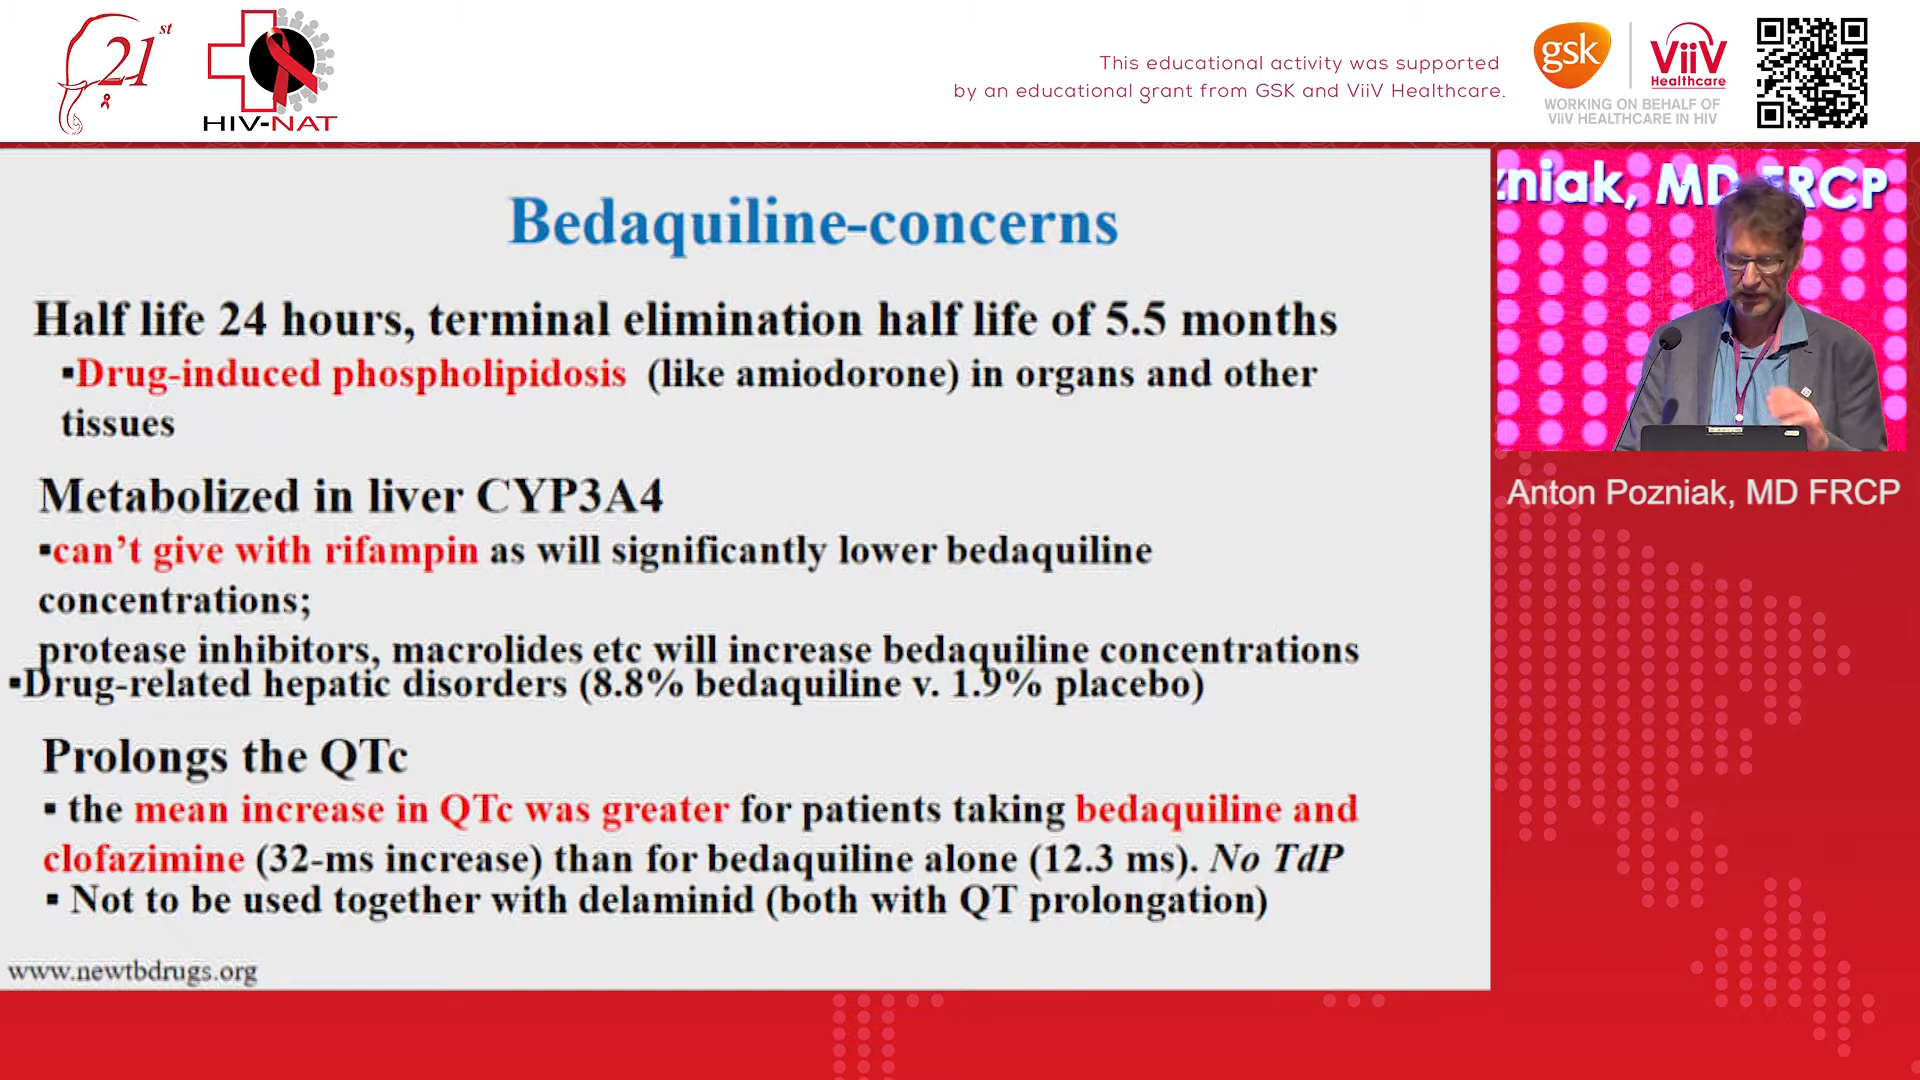 21st
HIV-NAT
This educational activity was supported
by an educational grant from GSK and ViiV Healthcare.
gsk
ViiV
Healthcare
WORKING ON BEHALF OF
ViiV HEALTHCARE IN HIV
Bedaquiline-concerns
Half life 24 hours, terminal elimination half life of 5.5 months
▪Drug-induced phospholipidosis (like amiodorone) in organs and other
tissues
Metabolized in liver CYP3A4
▪can’t give with rifampin as will significantly lower bedaquiline
concentrations;
protease inhibitors, macrolides etc will increase bedaquiline concentrations
▪Drug-related hepatic disorders (8.8% bedaquiline v. 1.9% placebo)
Prolongs the QTc
▪ the mean increase in QTc was greater for patients taking bedaquiline and
clofazimine (32-ms increase) than for bedaquiline alone (12.3 ms). No TdP
▪ Not to be used together with delaminid (both with QT prolongation)
www.newtbdrugs.org
zniak, MD FRCP
Anton Pozniak, MD FRCP